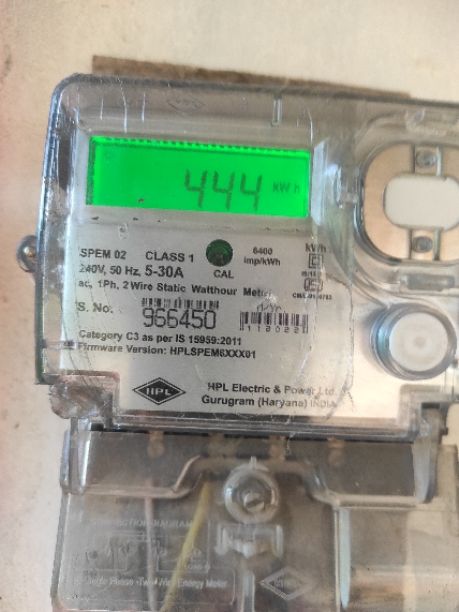 444 kWh
SPEM 02 CLASS 1 6400 kWh
240V, 50 Hz, 5-30A CAL imp/kWh
ac, 1Ph, 2 Wire Static Watthour Meter
S. No. 966450
Category C3 as per IS 15959:2011
Firmware Version: HPLSPEM6XXX01
HPL
HPL Electric & Power Ltd.
Gurugram (Haryana) INDIA
HPL